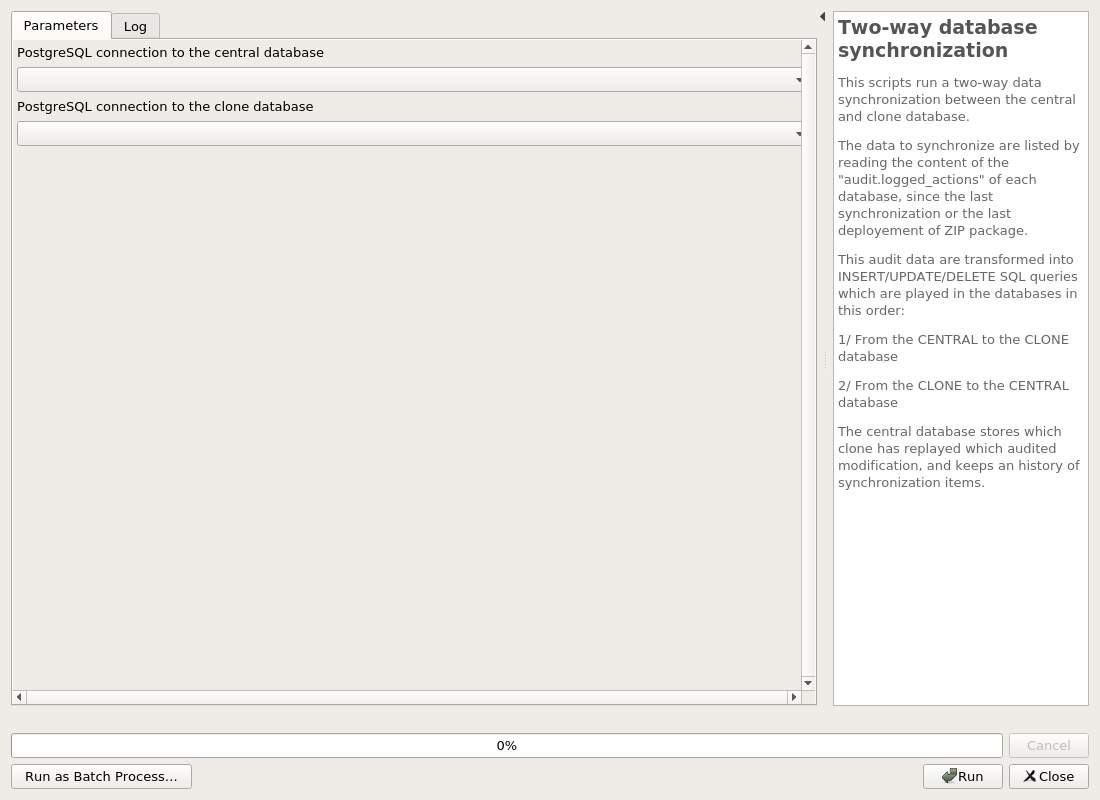 Parameters
Log
PostgreSQL connection to the central database
PostgreSQL connection to the clone database
Two-way database
synchronization
This scripts run a two-way data
synchronization between the central
and clone database.
The data to synchronize are listed by
reading the content of the
"audit.logged_actions" of each
database, since the last
synchronization or the last
deployement of ZIP package.
This audit data are transformed into
INSERT/UPDATE/DELETE SQL queries
which are played in the databases in
this order:
1/ From the CENTRAL to the CLONE
database
2/ From the CLONE to the CENTRAL
database
The central database stores which
clone has replayed which audited
modification, and keeps an history of
synchronization items.
0%
Cancel
Run as Batch Process…
Run
Close